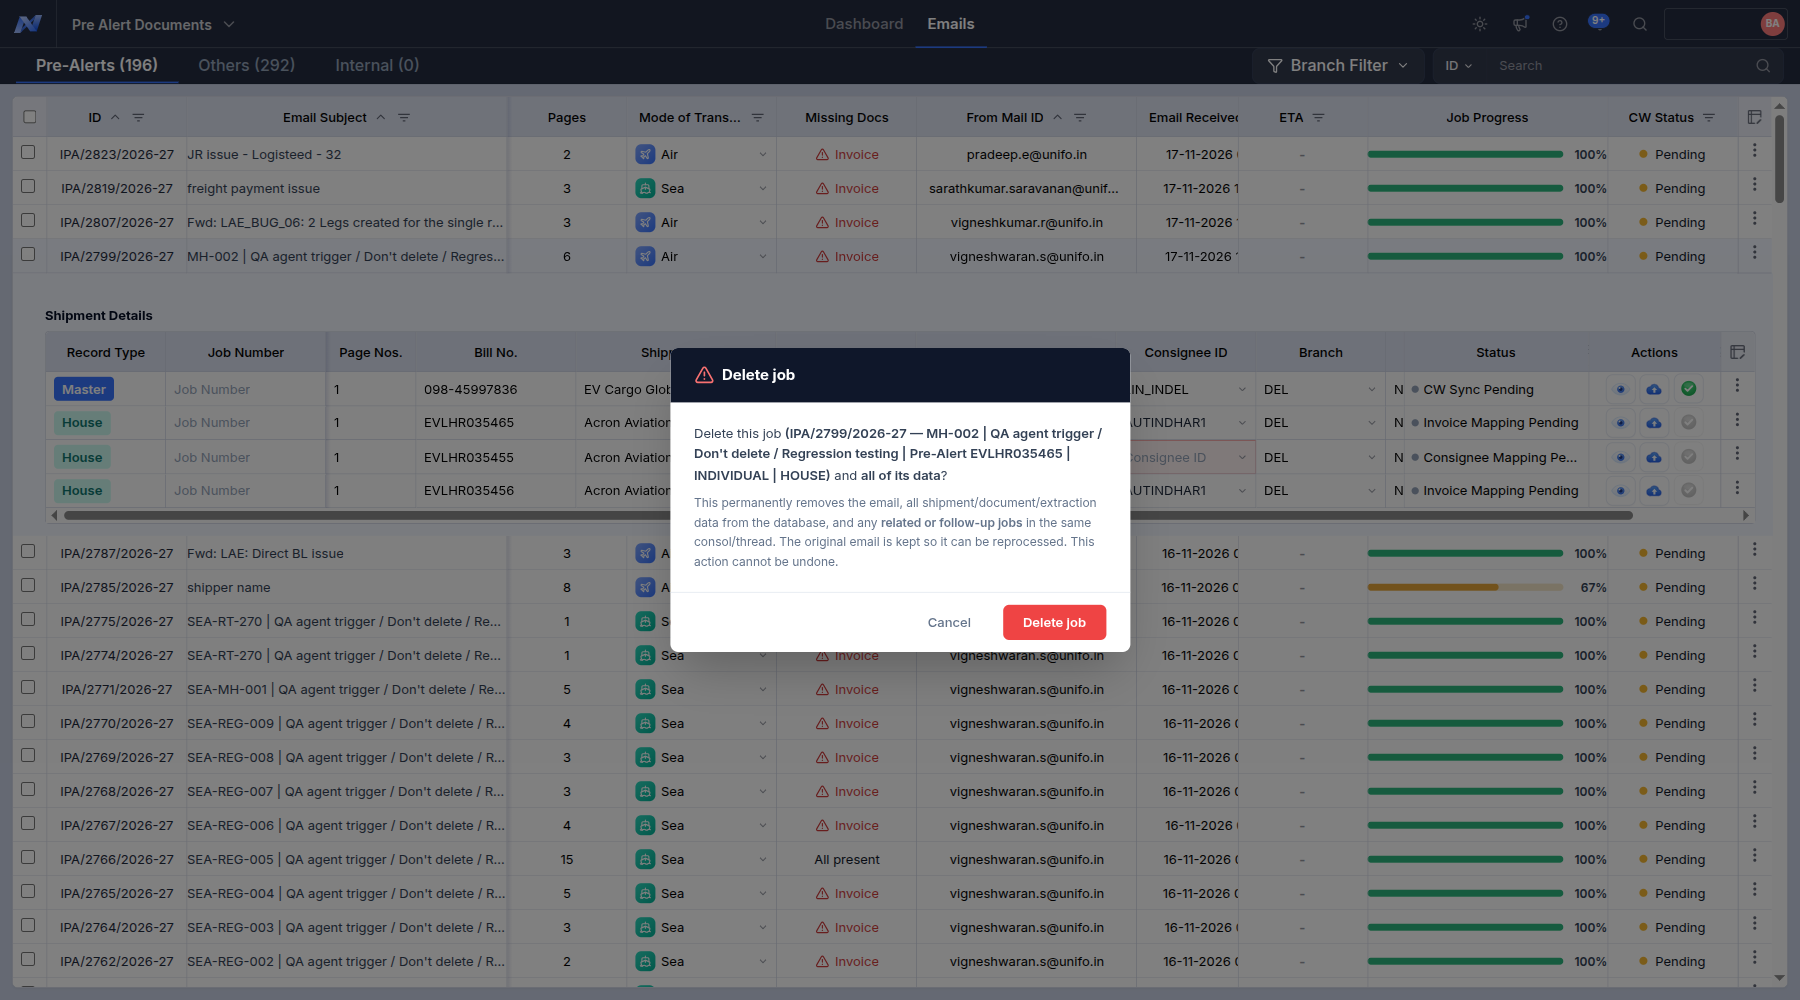 Pre Alert Documents
Dashboard
Emails
9+
BA
Pre-Alerts (196)
Others (292)
Internal (0)
Branch Filter
ID
Search
ID Email Subject Pages Mode of Trans... Missing Docs From Mail ID Email Received ETA Job Progress CW Status
IPA/2823/2026-27 JR issue - Logisteed - 32 2 Air Invoice pradeep.e@unifo.in 17-11-2026 - 100% Pending
IPA/2819/2026-27 freight payment issue 3 Sea Invoice sarathkumar.saravanan@unif... 17-11-2026 1 - 100% Pending
IPA/2807/2026-27 Fwd: LAE_BUG_06: 2 Legs created for the single r... 3 Air Invoice vigneshkumar.r@unifo.in 17-11-2026 - 100% Pending
IPA/2799/2026-27 MH-002 | QA agent trigger / Don't delete / Regres... 6 Air Invoice vigneshwaran.s@unifo.in 17-11-2026 - 100% Pending
Shipment Details
Record Type Job Number Page Nos. Bill No. Shipp Consignee ID Branch Status Actions
Master Job Number 1 098-45997836 EV Cargo Glob IN_INDEL DEL N CW Sync Pending
House Job Number 1 EVLHR035465 Acron Aviation AUTINDHAR1 DEL N Invoice Mapping Pending
House Job Number 1 EVLHR035455 Acron Aviation Consignee ID DEL N Consignee Mapping Pe...
House Job Number 1 EVLHR035456 Acron Aviation AUTINDHAR1 DEL N Invoice Mapping Pending
Delete job
Delete this job (IPA/2799/2026-27 — MH-002 | QA agent trigger /
Don't delete / Regression testing | Pre-Alert EVLHR035465 |
INDIVIDUAL | HOUSE) and all of its data?
This permanently removes the email, all shipment/document/extraction
data from the database, and any related or follow-up jobs in the same
consol/thread. The original email is kept so it can be reprocessed. This
action cannot be undone.
Cancel
Delete job
IPA/2787/2026-27 Fwd: LAE: Direct BL issue 3 A 16-11-2026 0 - 100% Pending
IPA/2785/2026-27 shipper name 8 A 16-11-2026 0 - 67% Pending
IPA/2775/2026-27 SEA-RT-270 | QA agent trigger / Don't delete / Re... 1 S 16-11-2026 0 - 100% Pending
IPA/2774/2026-27 SEA-RT-270 | QA agent trigger / Don't delete / Re... 1 Sea Invoice vigneshwaran.s@unifo.in 16-11-2026 0 - 100% Pending
IPA/2771/2026-27 SEA-MH-001 | QA agent trigger / Don't delete / Re... 5 Sea Invoice vigneshwaran.s@unifo.in 16-11-2026 0 - 100% Pending
IPA/2770/2026-27 SEA-REG-009 | QA agent trigger / Don't delete / R... 4 Sea Invoice vigneshwaran.s@unifo.in 16-11-2026 0 - 100% Pending
IPA/2769/2026-27 SEA-REG-008 | QA agent trigger / Don't delete / R... 3 Sea Invoice vigneshwaran.s@unifo.in 16-11-2026 0 - 100% Pending
IPA/2768/2026-27 SEA-REG-007 | QA agent trigger / Don't delete / R... 3 Sea Invoice vigneshwaran.s@unifo.in 16-11-2026 0 - 100% Pending
IPA/2767/2026-27 SEA-REG-006 | QA agent trigger / Don't delete / R... 4 Sea Invoice vigneshwaran.s@unifo.in 16-11-2026 - 100% Pending
IPA/2766/2026-27 SEA-REG-005 | QA agent trigger / Don't delete / R... 15 Sea All present vigneshwaran.s@unifo.in 16-11-2026 0 - 100% Pending
IPA/2765/2026-27 SEA-REG-004 | QA agent trigger / Don't delete / R... 5 Sea Invoice vigneshwaran.s@unifo.in 16-11-2026 0 - 100% Pending
IPA/2764/2026-27 SEA-REG-003 | QA agent trigger / Don't delete / R... 3 Sea Invoice vigneshwaran.s@unifo.in 16-11-2026 - 100% Pending
IPA/2762/2026-27 SEA-REG-002 | QA agent trigger / Don't delete / R... 2 Sea Invoice vigneshwaran.s@unifo.in 16-11-2026 0 - 100% Pending